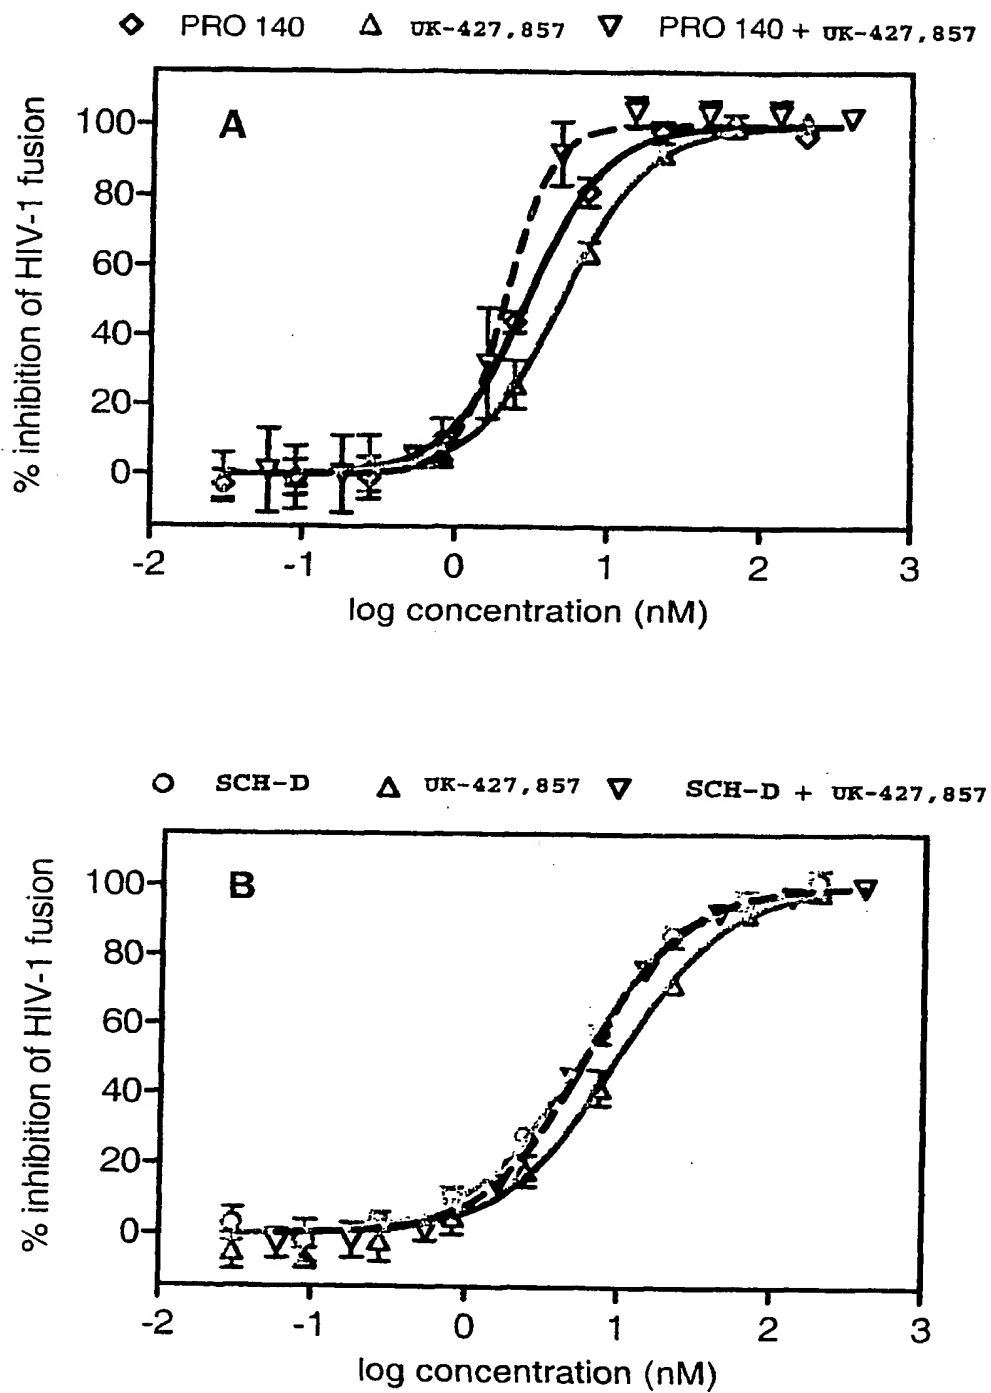 PRO 140 UK-427,857 PRO 140 + UK-427,857
A
% inhibition of HIV-1 fusion
100
80
60
40
20
0
-2 -1 0 1 2 3
log concentration (nM)
SCH-D UK-427,857 SCH-D + UK-427,857
B
% inhibition of HIV-1 fusion
100
80
60
40
20
0
-2 -1 0 1 2 3
log concentration (nM)